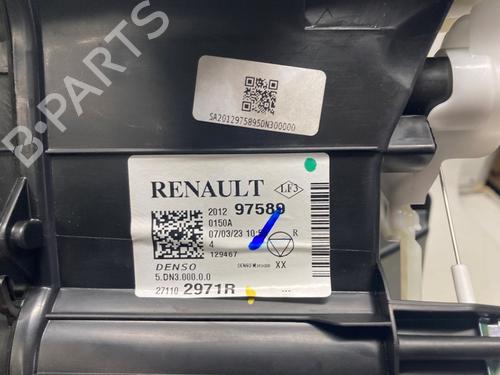 B-PARTS
SA2012975895DN300000
RENAULT
LF3
2012 97589
0150A
07/03/23 10:5
R
4
129467
DENSO
XX
5.DN3.000.0.0
27110 2971R